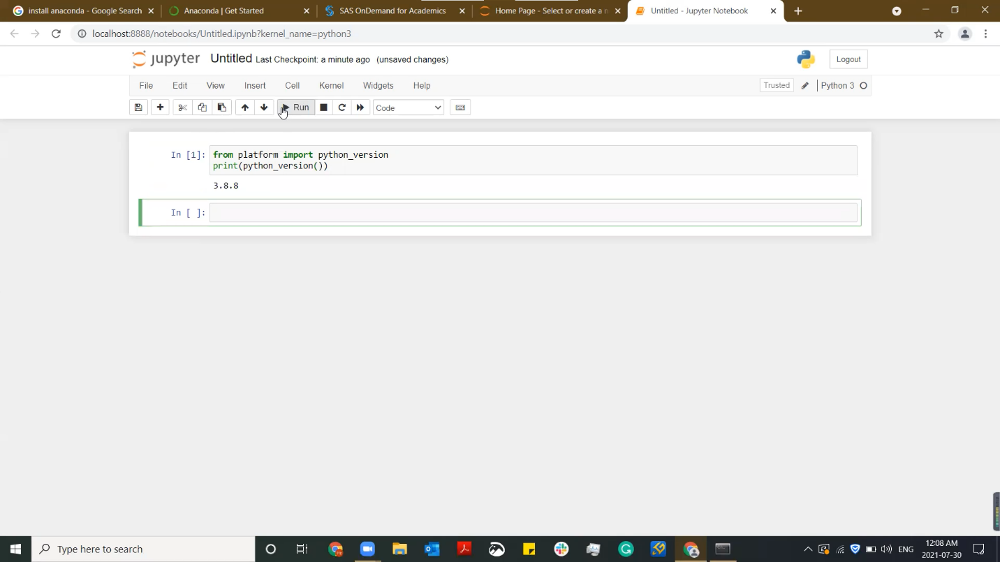 install anaconda - Google Search
Anaconda | Get Started
SAS OnDemand for Academics
Home Page - Select or create a n
Untitled - Jupyter Notebook
localhost:8888/notebooks/Untitled.ipynb?kernel_name=python3
jupyter Untitled Last Checkpoint: a minute ago (unsaved changes) Logout
File Edit View Insert Cell Kernel Widgets Help Trusted Python 3
Run Code
In [1]: from platform import python_version
print(python_version())
3.8.8
In [ ]:
Type here to search
ENG
12:08 AM
2021-07-30